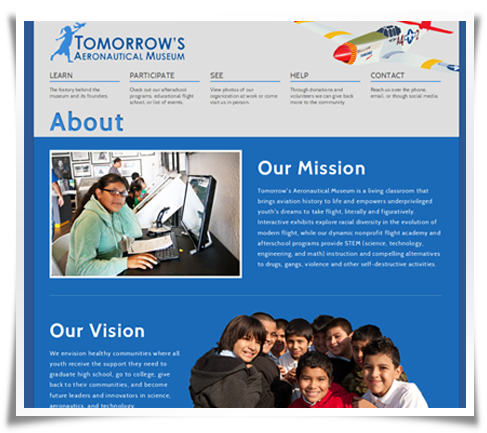 TOMORROW'S
AERONAUTICAL MUSEUM
LEARN
The history behind the
museum and its founders.
PARTICIPATE
Check out our afterschool
programs, educational flight
school, or list of events.
SEE
View photos of our
organization at work or come
visit us in person.
HELP
Through donations and
volunteers we can give back
more to the community.
CONTACT
Reach us over the phone,
email, or though social media.
About
Our Mission
Tomorrow's Aeronautical Museum is a living classroom that
brings aviation history to life and empowers underprivileged
youth's dreams to take flight, literally and figuratively.
Interactive exhibits explore racial diversity in the evolution of
modern flight, while our dynamic nonprofit flight academy and
afterschool programs provide STEM (science, technology,
engineering, and math) instruction and compelling alternatives
to drugs, gangs, violence and other self-destructive activities.
Our Vision
We envision healthy communities where all
youth receive the support they need to
graduate high school, go to college, give
back to their communities, and become
future leaders and innovators in science,
aeronautics, and technology.